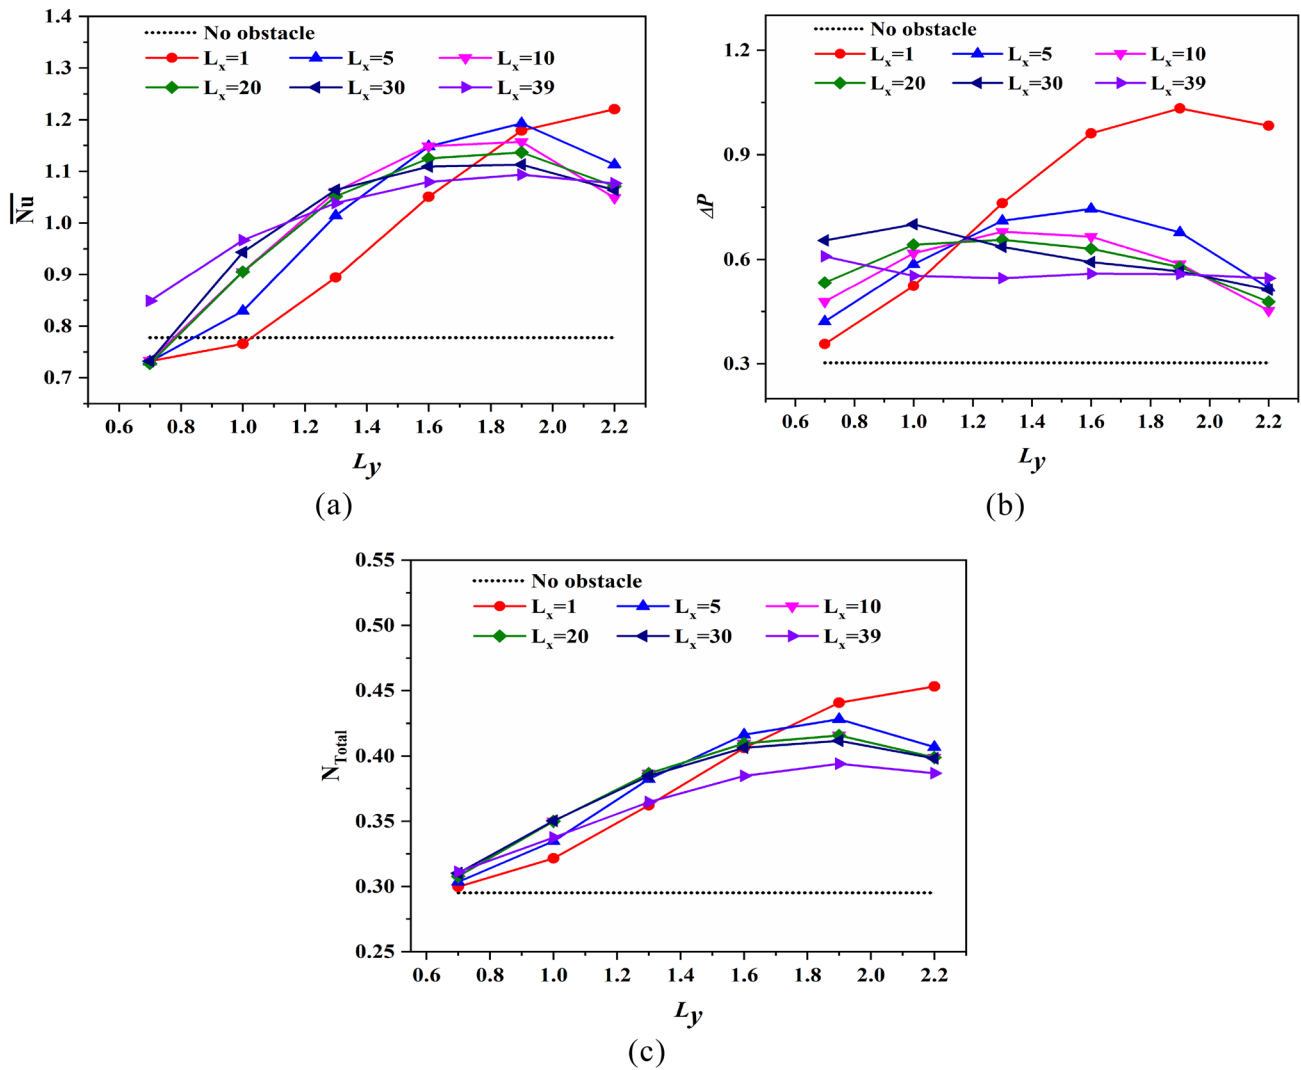 1.4
1.3
1.2
1.1
1.0
0.9
0.8
0.7
N̅u̅
No obstacle
Lₓ=1 Lₓ=5 Lₓ=10
Lₓ=20 Lₓ=30 Lₓ=39
0.6 0.8 1.0 1.2 1.4 1.6 1.8 2.0 2.2
Ly
(a)
1.2
0.9
0.6
0.3
ΔP
No obstacle
Lₓ=1 Lₓ=5 Lₓ=10
Lₓ=20 Lₓ=30 Lₓ=39
0.6 0.8 1.0 1.2 1.4 1.6 1.8 2.0 2.2
Ly
(b)
0.55
0.50
0.45
0.40
0.35
0.30
0.25
N_Total
No obstacle
Lₓ=1 Lₓ=5 Lₓ=10
Lₓ=20 Lₓ=30 Lₓ=39
0.6 0.8 1.0 1.2 1.4 1.6 1.8 2.0 2.2
Ly
(c)